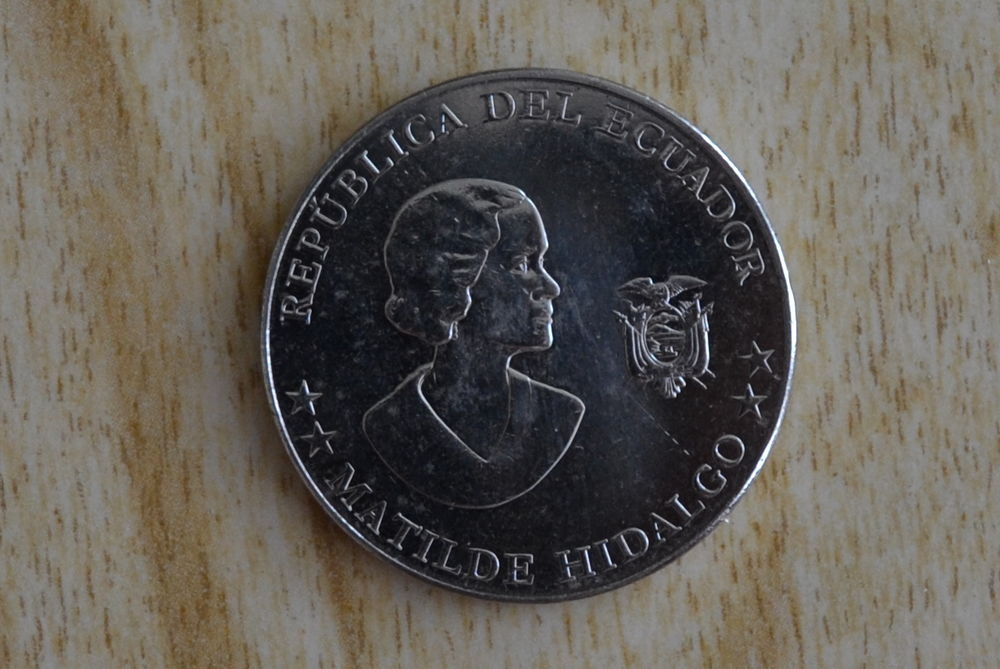 REPÚBLICA DEL ECUADOR
MATILDE HIDALGO